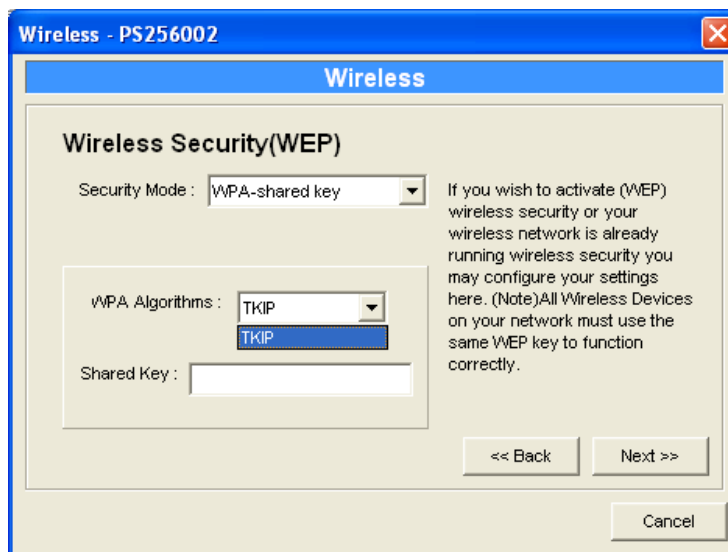 Wireless - PS256002
Wireless
Wireless Security(WEP)
Security Mode : WPA-shared key
If you wish to activate (WEP)
wireless security or your
wireless network is already
running wireless security you
may configure your settings
here. (Note)All Wireless Devices
on your network must use the
same WEP key to function
correctly.
WPA Algorithms : TKIP
TKIP
Shared Key :
<< Back
Next >>
Cancel